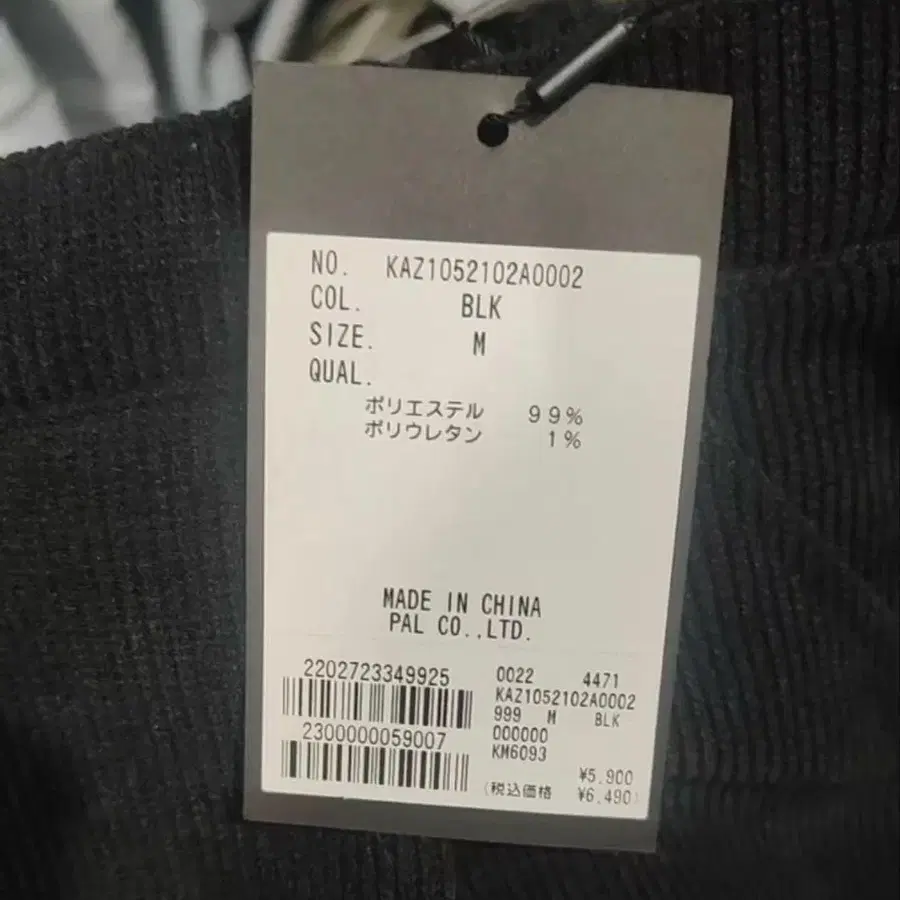 NO. KAZ1052102A0002
COL. BLK
SIZE. M
QUAL.
ポリエステル 99%
ポリウレタン 1%
MADE IN CHINA
PAL CO.,LTD.
2202723349925
2300000059007
0022 4471
KAZ1052102A0002
999 M BLK
000000
KM6093
¥5,900
(税込価格 ¥6,490)